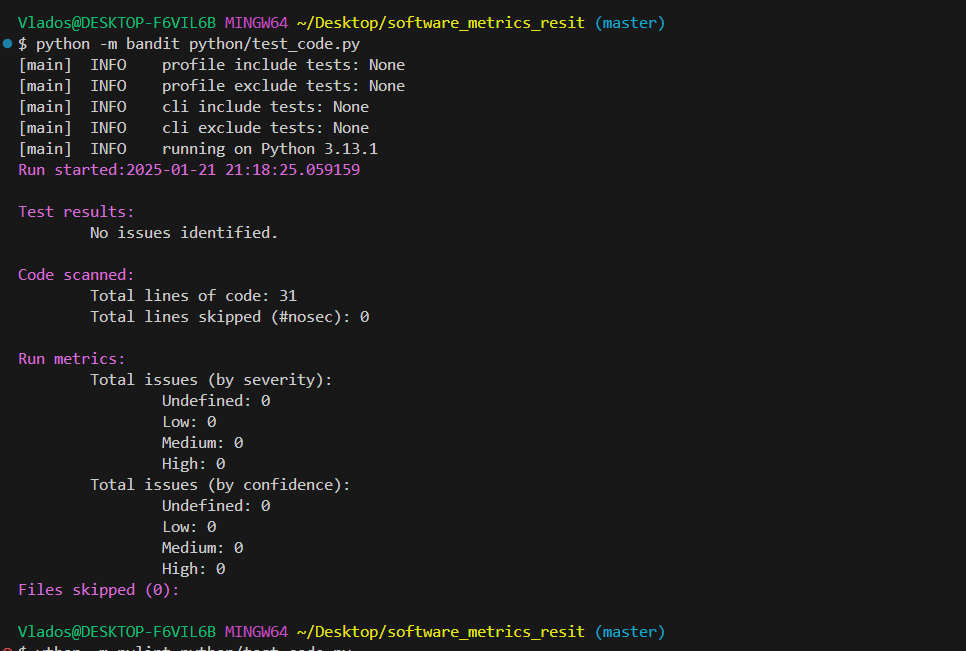 Vlados@DESKTOP-F6VIL6B MINGW64 ~/Desktop/software_metrics_resit (master)
$ python -m bandit python/test_code.py
[main]  INFO    profile include tests: None
[main]  INFO    profile exclude tests: None
[main]  INFO    cli include tests: None
[main]  INFO    cli exclude tests: None
[main]  INFO    running on Python 3.13.1
Run started:2025-01-21 21:18:25.059159
Test results:
        No issues identified.
Code scanned:
        Total lines of code: 31
        Total lines skipped (#nosec): 0
Run metrics:
        Total issues (by severity):
                Undefined: 0
                Low: 0
                Medium: 0
                High: 0
        Total issues (by confidence):
                Undefined: 0
                Low: 0
                Medium: 0
                High: 0
Files skipped (0):
Vlados@DESKTOP-F6VIL6B MINGW64 ~/Desktop/software_metrics_resit (master)
$ ython -m pylint python/test_code.py